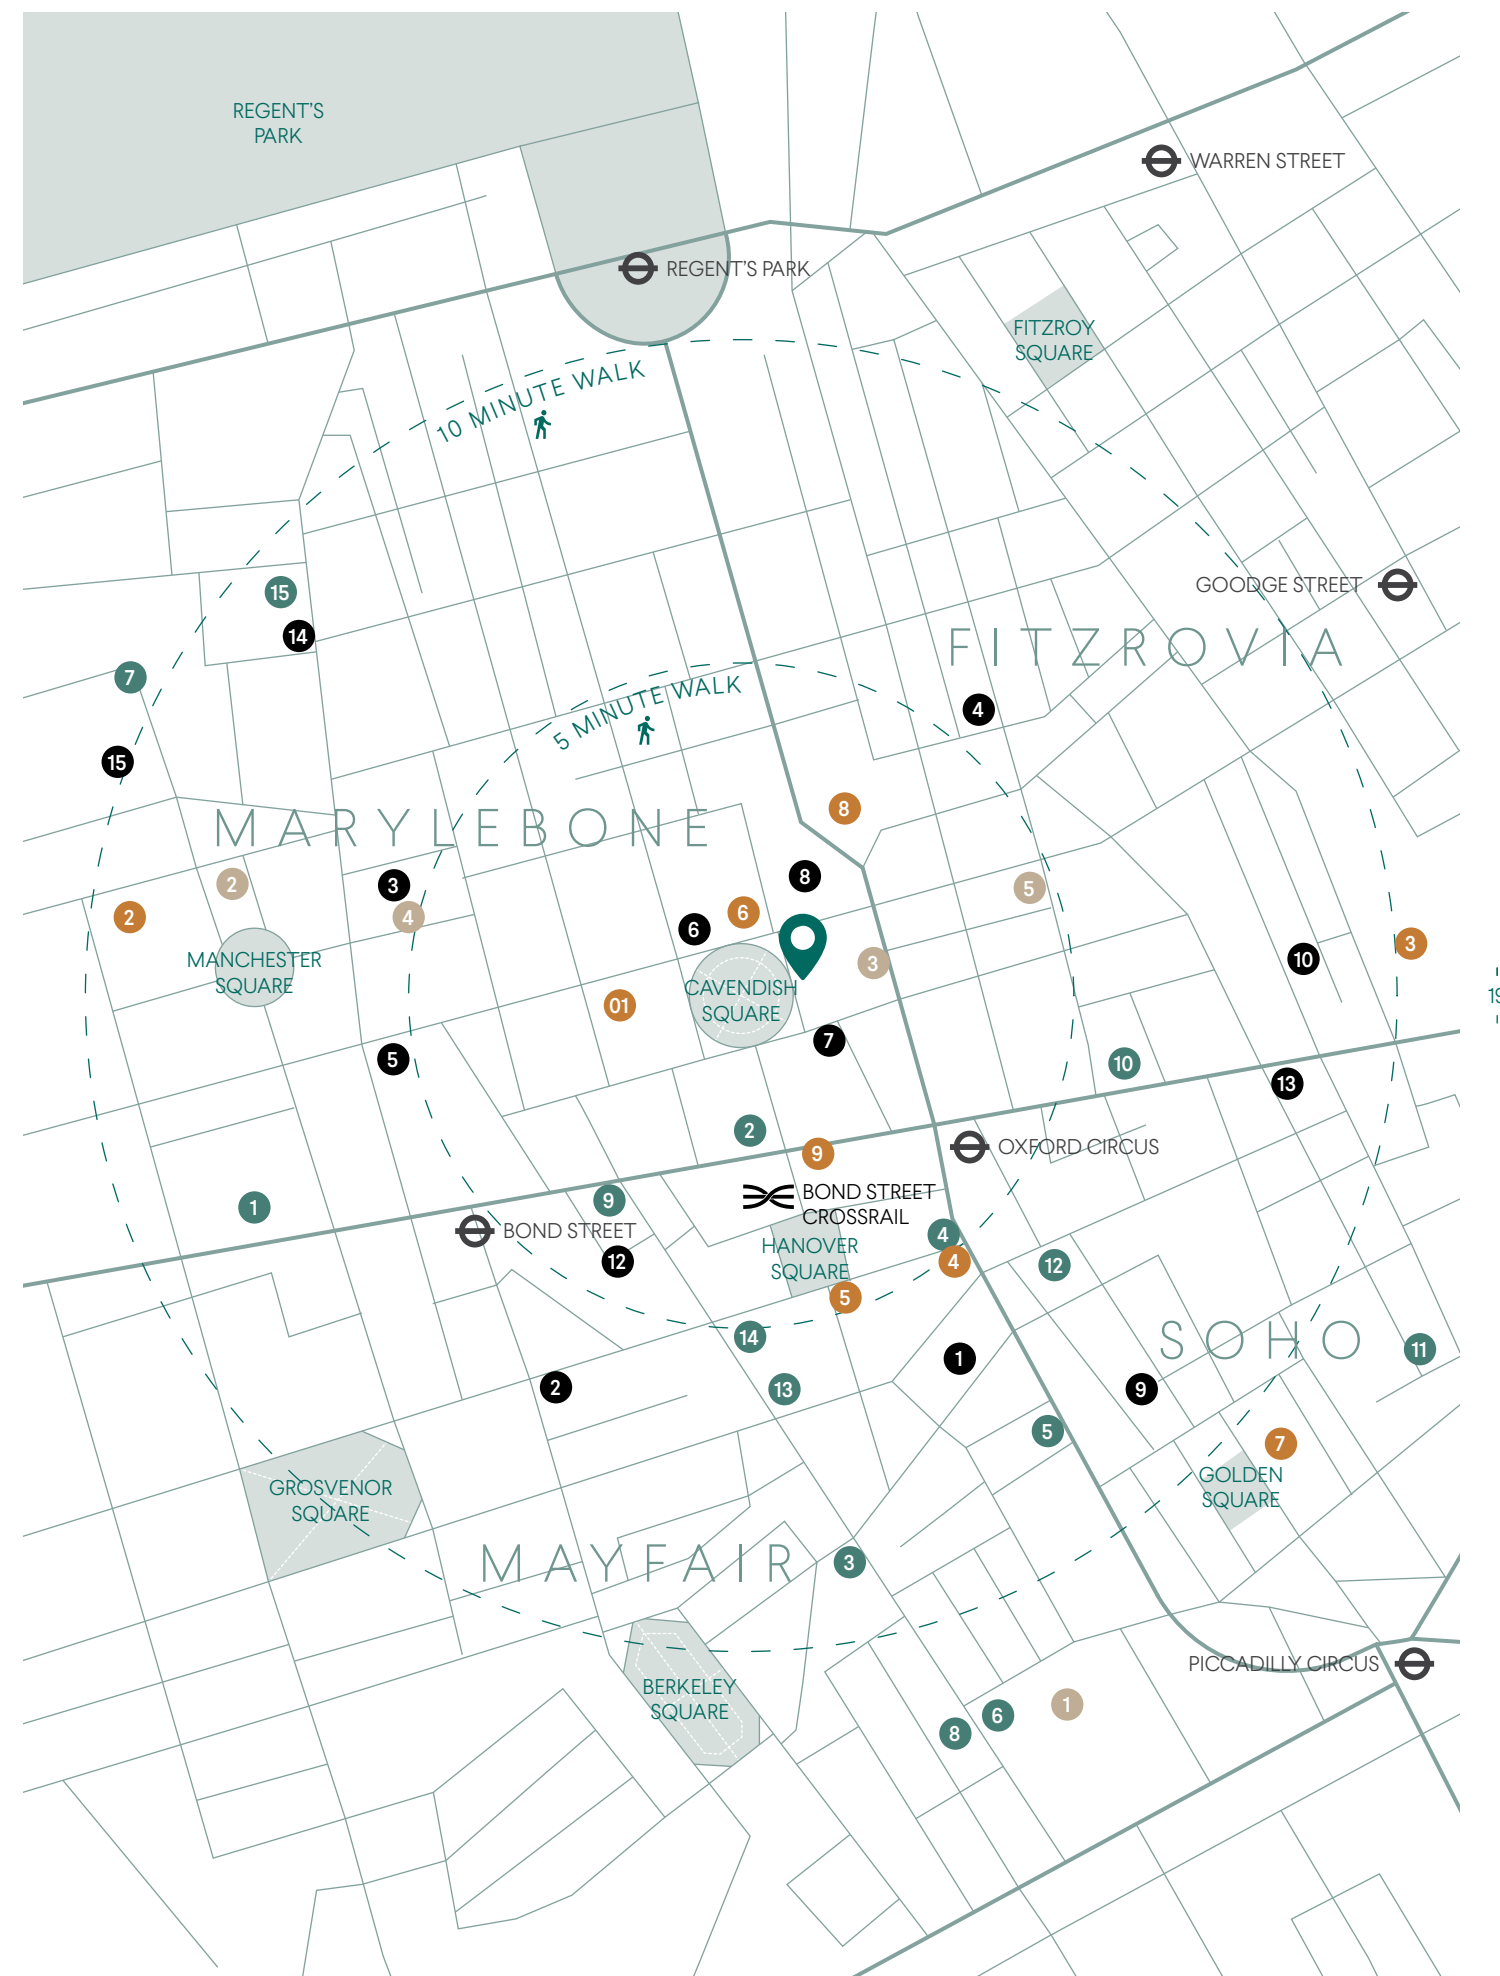 REGENT'S
PARK
WARREN STREET
REGENT'S PARK
FITZROY
SQUARE
10 MINUTE WALK
GOODGE STREET
15
14
FITZROVIA
7
5 MINUTE WALK
4
15
8
MARYLEBONE
2
3
8
5
2
4
6
6
3
10
3
MANCHESTER
SQUARE
CAVENDISH
SQUARE
01
7
5
10
13
2
9
OXFORD CIRCUS
BOND STREET
CROSSRAIL
1
9
BOND STREET
4
HANOVER
SQUARE
12
4
12
5
14
SOHO
11
1
2
13
9
5
7
GOLDEN
SQUARE
GROSVENOR
SQUARE
MAYFAIR
3
PICCADILLY CIRCUS
BERKELEY
SQUARE
1
6
8